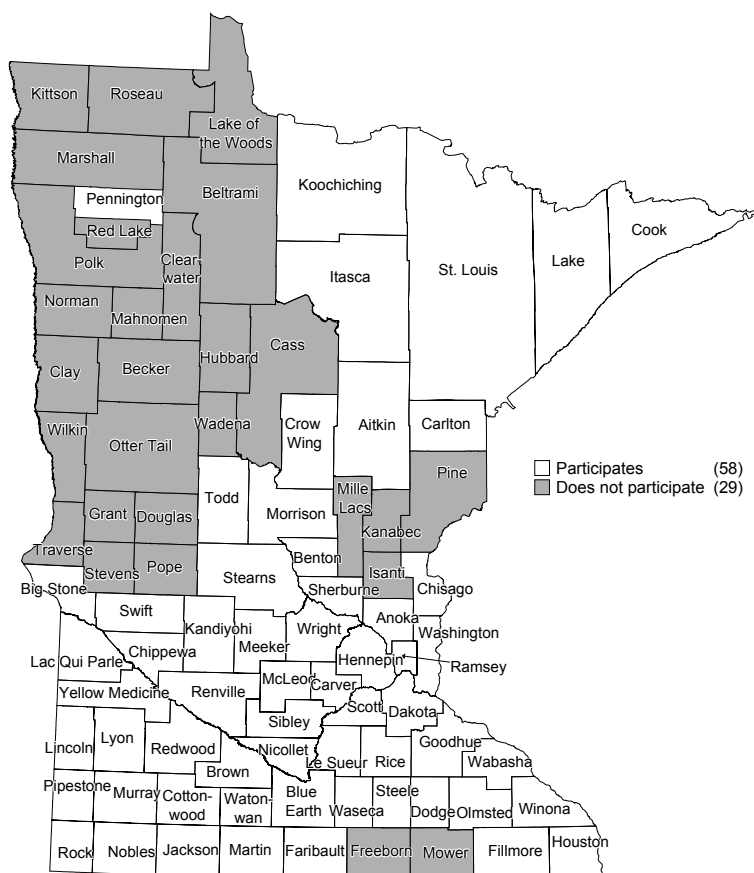 Kittson
Roseau
Lake of
the Woods
Marshall
Beltrami
Koochiching
Pennington
Red Lake
Cook
Polk
Clear-
water
Lake
St. Louis
Itasca
Norman
Mahnomen
Hubbard
Cass
Clay
Becker
Wilkin
Otter Tail
Wadena
Crow
Wing
Aitkin
Carlton
Participates (58)
Does not participate (29)
Pine
Todd
Mille
Lacs
Grant
Douglas
Morrison
Kanabec
Traverse
Stevens
Pope
Benton
Isanti
Stearns
Big Stone
Sherburne
Chisago
Swift
Kandiyohi
Anoka
Wright
Washington
Meeker
Chippewa
Lac Qui Parle
Hennepin
Ramsey
McLeod
Carver
Yellow Medicine
Renville
Scott
Dakota
Sibley
Lincoln
Lyon
Redwood
Nicollet
Goodhue
Le Sueur
Rice
Wabasha
Brown
Pipestone
Murray
Cotton-
wood
Waton-
wan
Blue
Earth
Waseca
Steele
Dodge
Olmsted
Winona
Rock
Nobles
Jackson
Martin
Faribault
Freeborn
Mower
Fillmore
Houston